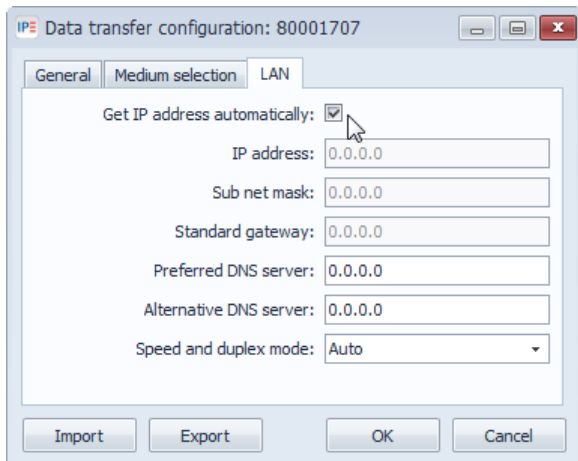 IPE Data transfer configuration: 80001707
General Medium selection LAN
Get IP address automatically:
IP address: 0.0.0.0
Sub net mask: 0.0.0.0
Standard gateway: 0.0.0.0
Preferred DNS server: 0.0.0.0
Alternative DNS server: 0.0.0.0
Speed and duplex mode: Auto
Import Export OK Cancel